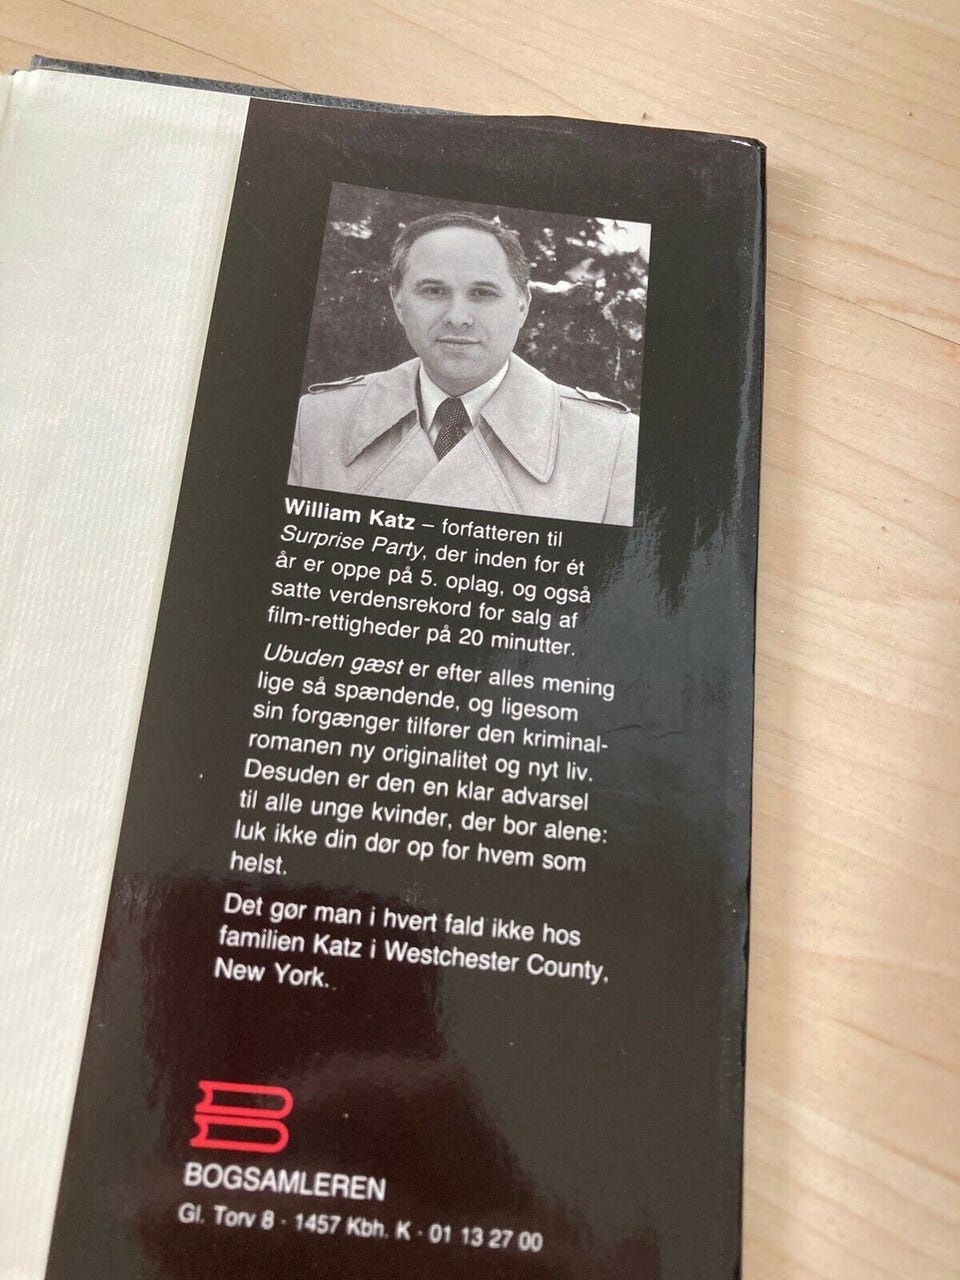 William Katz – forfatteren til
Surprise Party, der inden for ét
år er oppe på 5. oplag, og også
satte verdensrekord for salg af
film-rettigheder på 20 minutter.
Ubuden gæst er efter alles mening
lige så spændende, og ligesom
sin forgænger tilfører den kriminal-
romanen ny originalitet og nyt liv.
Desuden er den en klar advarsel
til alle unge kvinder, der bor alene:
luk ikke din dør op for hvem som
helst.
Det gør man i hvert fald ikke hos
familien Katz i Westchester County,
New York.
BOGSAMLEREN
Gl. Torv 8 · 1457 Kbh. K · 01 13 27 00